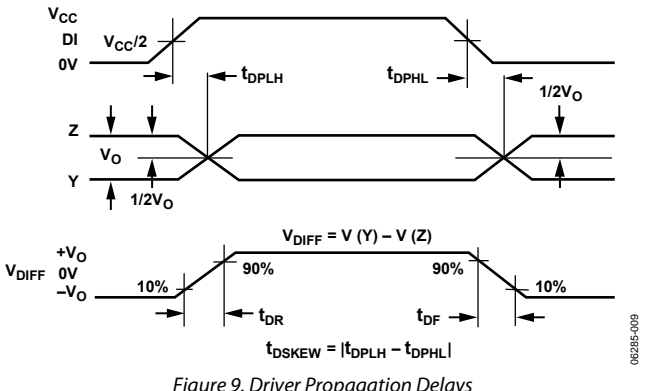 VCC
DI VCC/2
0V
tDPLH
tDPHL
1/2VO
Z
VO
Y
1/2VO
VDIFF = V (Y) – V (Z)
+VO
VDIFF 0V
–VO
10%
90%
90%
10%
tDR
tDF
tDSKEW = |tDPLH – tDPHL|
06285-009
Figure 9. Driver Propagation Delays